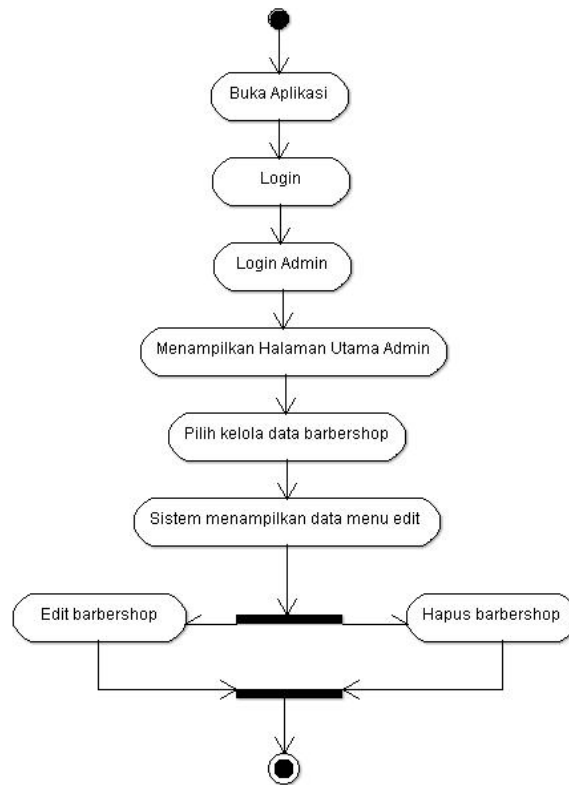 Buka Aplikasi
Login
Login Admin
Menampilkan Halaman Utama Admin
Pilih kelola data barbershop
Sistem menampilkan data menu edit
Edit barbershop
Hapus barbershop